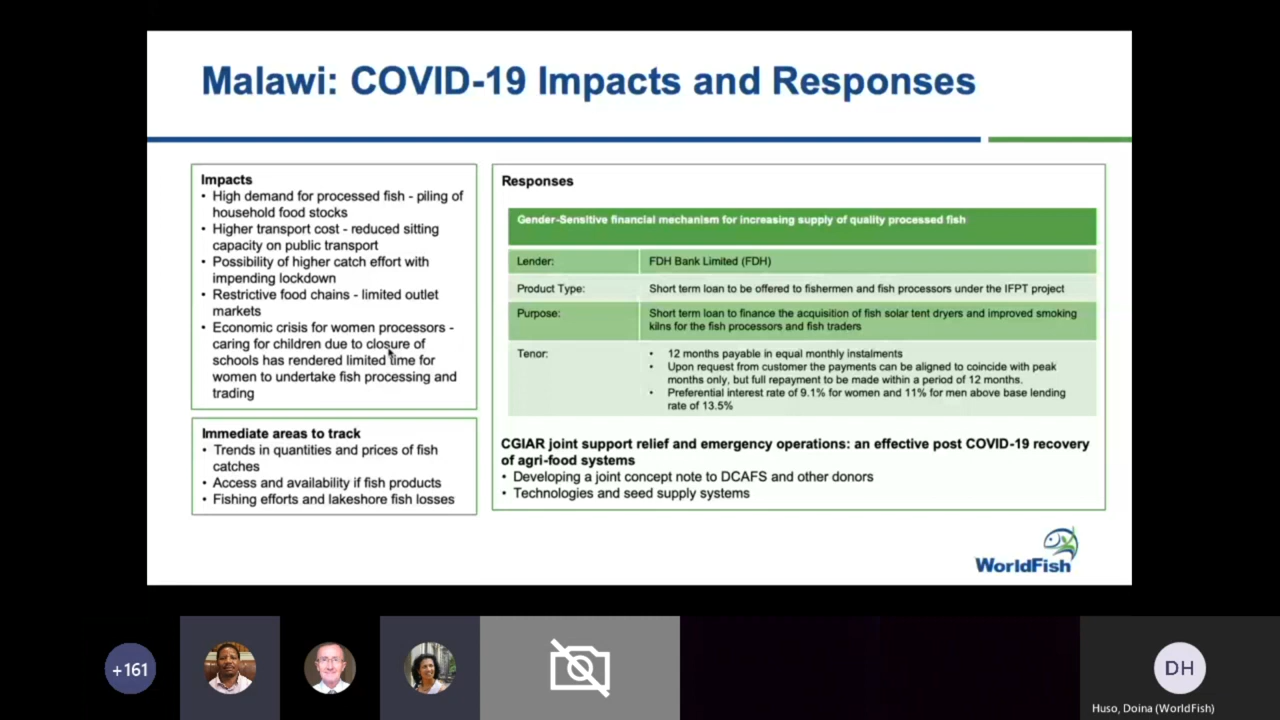 Malawi: COVID-19 Impacts and Responses
Impacts
• High demand for processed fish - piling of
household food stocks
• Higher transport cost - reduced sitting
capacity on public transport
• Possibility of higher catch effort with
impending lockdown
• Restrictive food chains - limited outlet
markets
• Economic crisis for women processors -
caring for children due to closure of
schools has rendered limited time for
women to undertake fish processing and
trading
Immediate areas to track
• Trends in quantities and prices of fish
catches
• Access and availability if fish products
• Fishing efforts and lakeshore fish losses
Responses
Gender-Sensitive financial mechanism for increasing supply of quality processed fish
Lender: FDH Bank Limited (FDH)
Product Type: Short term loan to be offered to fishermen and fish processors under the IFPT project
Purpose: Short term loan to finance the acquisition of fish solar tent dryers and improved smoking
kilns for the fish processors and fish traders
Tenor: • 12 months payable in equal monthly instalments
• Upon request from customer the payments can be aligned to coincide with peak
months only, but full repayment to be made within a period of 12 months.
• Preferential interest rate of 9.1% for women and 11% for men above base lending
rate of 13.5%
CGIAR joint support relief and emergency operations: an effective post COVID-19 recovery
of agri-food systems
• Developing a joint concept note to DCAFS and other donors
• Technologies and seed supply systems
WorldFish
+161
DH
Huso, Doina (WorldFish)